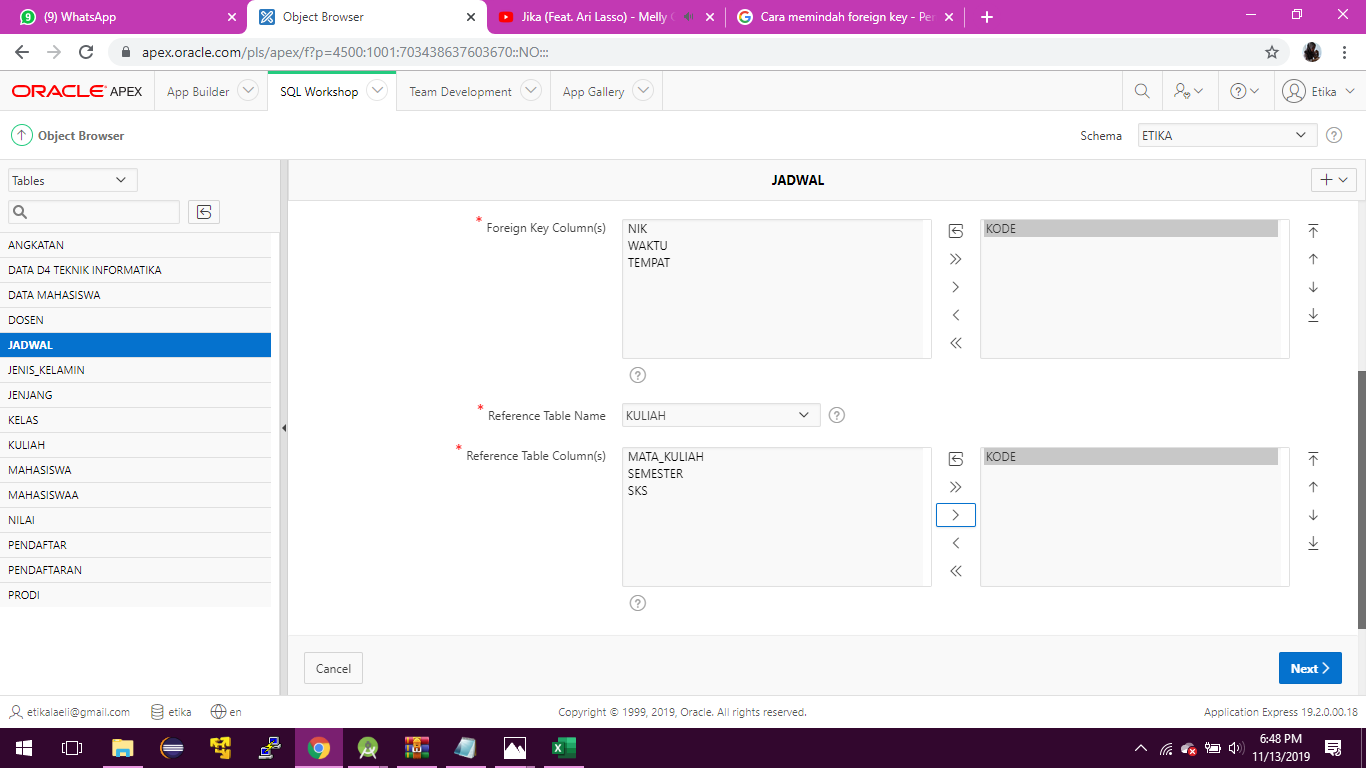 (9) WhatsApp
Object Browser
Jika (Feat. Ari Lasso) - Melly
Cara memindah foreign key - Per
apex.oracle.com/pls/apex/f?p=4500:1001:703438637603670::NO:::
ORACLE APEX
App Builder
SQL Workshop
Team Development
App Gallery
Etika
Object Browser
Schema
ETIKA
Tables
JADWAL
ANGKATAN
DATA D4 TEKNIK INFORMATIKA
DATA MAHASISWA
DOSEN
JADWAL
JENIS_KELAMIN
JENJANG
KELAS
KULIAH
MAHASISWA
MAHASISWAA
NILAI
PENDAFTAR
PENDAFTARAN
PRODI
* Foreign Key Column(s)
NIK
WAKTU
TEMPAT
KODE
* Reference Table Name
KULIAH
* Reference Table Column(s)
MATA_KULIAH
SEMESTER
SKS
KODE
Cancel
Next
etikalaeli@gmail.com
etika
en
Copyright © 1999, 2019, Oracle. All rights reserved.
Application Express 19.2.0.00.18
6:48 PM
11/13/2019